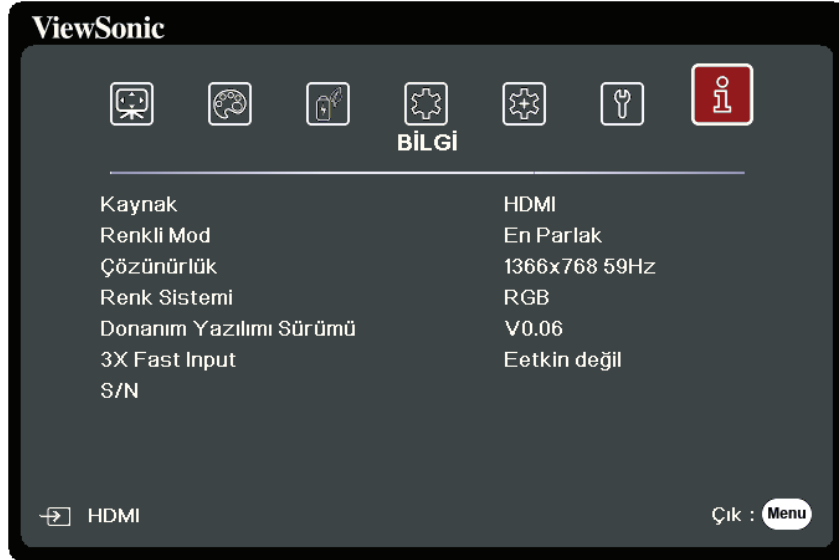 ViewSonic
BİLGİ
Kaynak HDMI
Renkli Mod En Parlak
Çözünürlük 1366x768 59Hz
Renk Sistemi RGB
Donanım Yazılımı Sürümü V0.06
3X Fast Input Eetkin değil
S/N
HDMI Çık : Menu